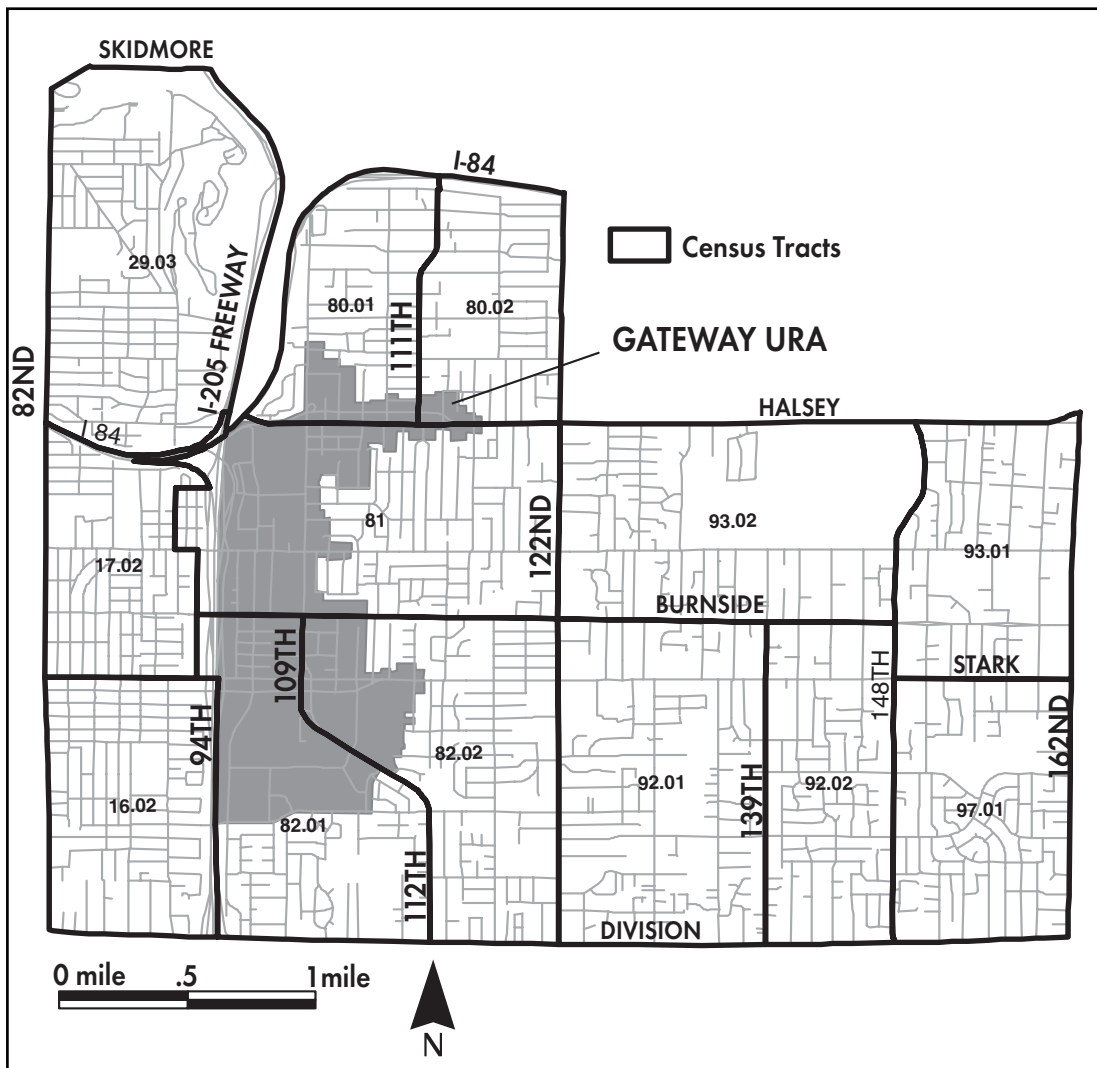 SKIDMORE
I-84
Census Tracts
29.03
I-205 FREEWAY
80.01
111TH
80.02
GATEWAY URA
82ND
HALSEY
I 84
81
122ND
93.02
93.01
17.02
BURNSIDE
109TH
148TH
STARK
94TH
162ND
82.02
92.01
139TH
92.02
16.02
82.01
97.01
112TH
DIVISION
0 mile .5 1 mile
N